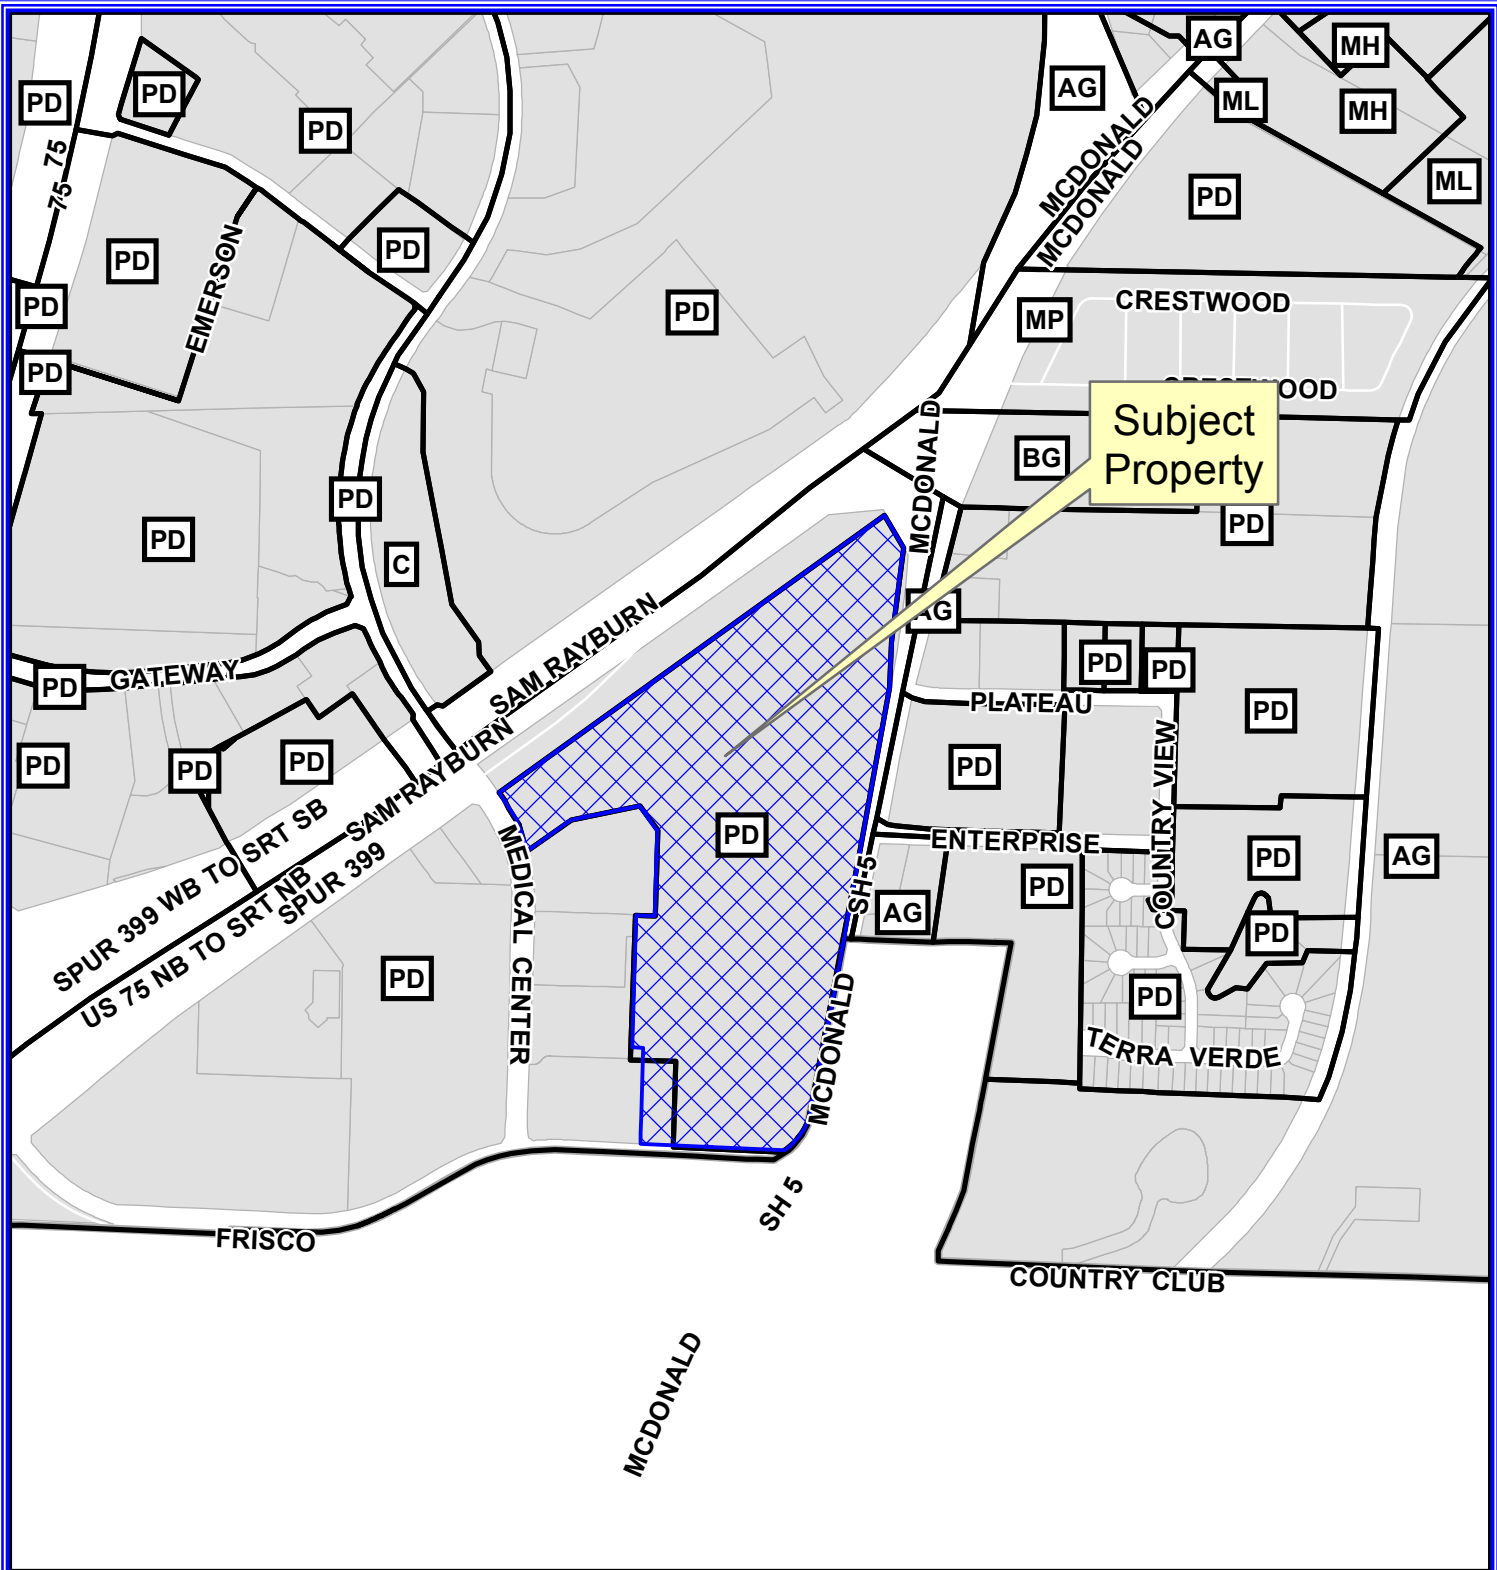 AG
MH
PD
PD
AG
ML
MH
PD
75
75
MCDONALD
MCDONALD
ML
PD
PD
PD
EMERSON
PD
PD
MP
CRESTWOOD
PD
CRESTWOOD
Subject
Property
MCDONALD
BG
PD
PD
PD
C
AG
SAM RAYBURN
GATEWAY
PD
PD
PD
PLATEAU
PD
PD
PD
PD
PD
COUNTRY VIEW
SAM RAYBURN
PD
ENTERPRISE
PD
AG
SPUR 399 WB TO SRT SB
US 75 NB TO SRT NB
SPUR 399
MEDICAL CENTER
SH 5
PD
AG
PD
PD
PD
MCDONALD
TERRA VERDE
SH 5
FRISCO
COUNTRY CLUB
MCDONALD